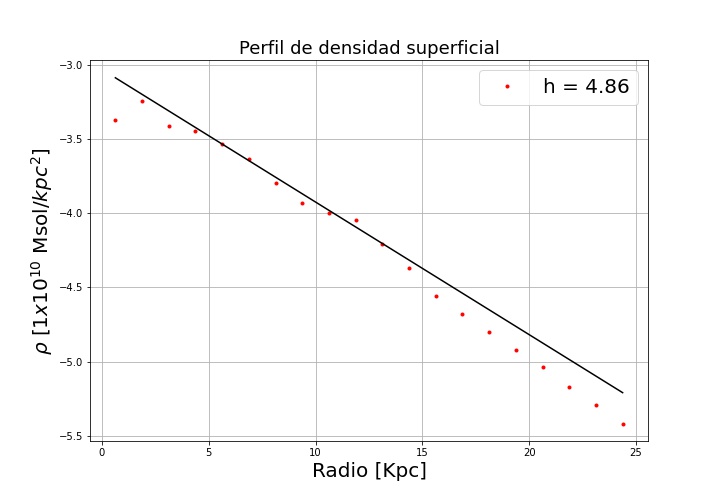 Perfil de densidad superficial
h = 4.86
ρ [1x10^{10} Msol/kpc^2]
−3.0
−3.5
−4.0
−4.5
−5.0
−5.5
0 5 10 15 20 25
Radio [Kpc]